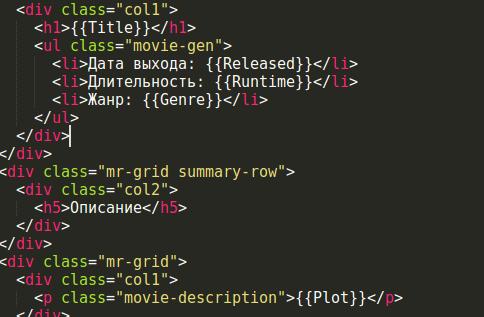 <div class="col1">
<h1>{{Title}}</h1>
<ul class="movie-gen">
<li>Дата выхода: {{Released}}</li>
<li>Длительность: {{Runtime}}</li>
<li>Жанр: {{Genre}}</li>
</ul>
</div>
</div>
<div class="mr-grid summary-row">
<div class="col2">
<h5>Описание</h5>
</div>
</div>
<div class="mr-grid">
<div class="col1">
<p class="movie-description">{{Plot}}</p>
</div>